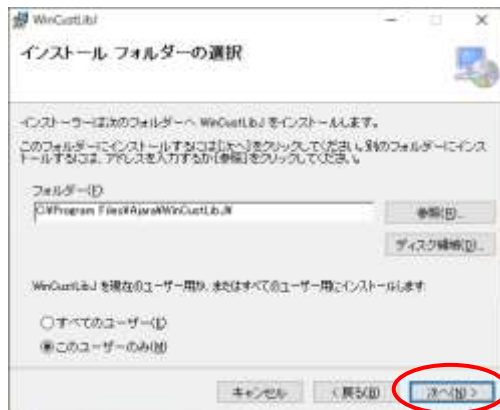 WinCustLibJ
インストール フォルダーの選択
インストーラーは次のフォルダーへ WinCustLibJ をインストールします。
このフォルダーにインストールするには[次へ]をクリックしてください。別のフォルダーにインス
トールするには、アドレスを入力するか[参照]をクリックしてください。
フォルダー(F):
C:¥Program Files¥Ajara¥WinCustLibJ¥
参照(R)...
ディスク領域(D)...
WinCustLibJ を現在のユーザー用か、またはすべてのユーザー用にインストールします:
すべてのユーザー(E)
このユーザーのみ(M)
キャンセル
< 戻る(B)
次へ(N) >